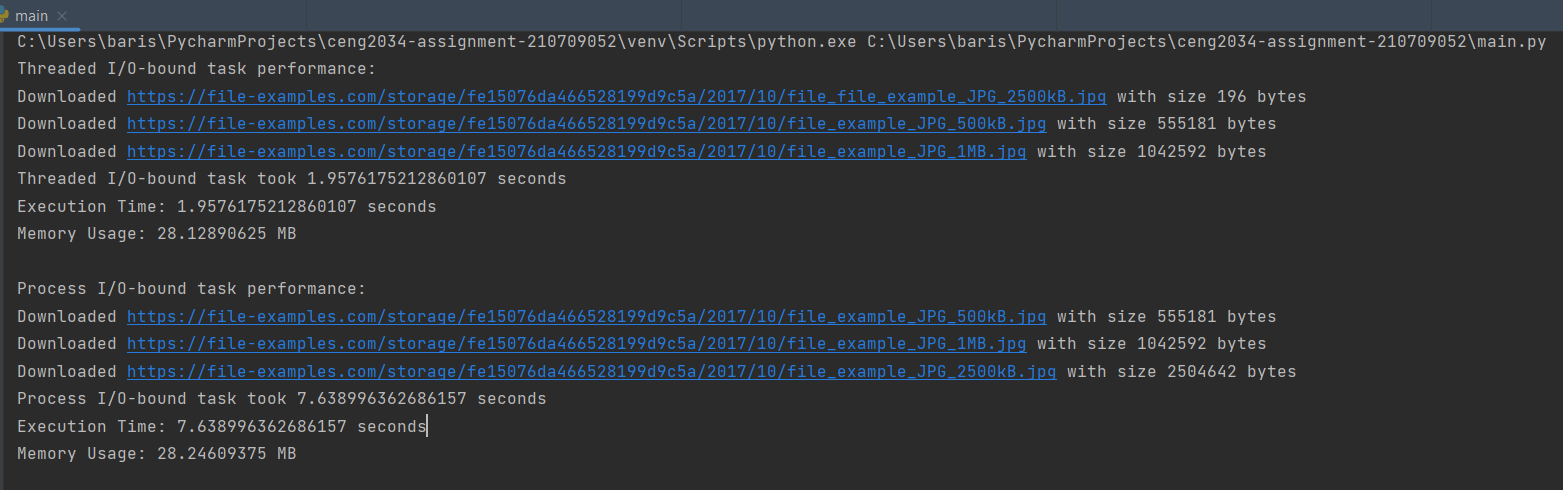 main
C:\Users\baris\PycharmProjects\ceng2034-assignment-210709052\venv\Scripts\python.exe C:\Users\baris\PycharmProjects\ceng2034-assignment-210709052\main.py
Threaded I/O-bound task performance:
Downloaded https://file-examples.com/storage/fe15076da466528199d9c5a/2017/10/file_file_example_JPG_2500kB.jpg with size 196 bytes
Downloaded https://file-examples.com/storage/fe15076da466528199d9c5a/2017/10/file_example_JPG_500kB.jpg with size 555181 bytes
Downloaded https://file-examples.com/storage/fe15076da466528199d9c5a/2017/10/file_example_JPG_1MB.jpg with size 1042592 bytes
Threaded I/O-bound task took 1.9576175212860107 seconds
Execution Time: 1.9576175212860107 seconds
Memory Usage: 28.12890625 MB
Process I/O-bound task performance:
Downloaded https://file-examples.com/storage/fe15076da466528199d9c5a/2017/10/file_example_JPG_500kB.jpg with size 555181 bytes
Downloaded https://file-examples.com/storage/fe15076da466528199d9c5a/2017/10/file_example_JPG_1MB.jpg with size 1042592 bytes
Downloaded https://file-examples.com/storage/fe15076da466528199d9c5a/2017/10/file_example_JPG_2500kB.jpg with size 2504642 bytes
Process I/O-bound task took 7.638996362686157 seconds
Execution Time: 7.638996362686157 seconds
Memory Usage: 28.24609375 MB